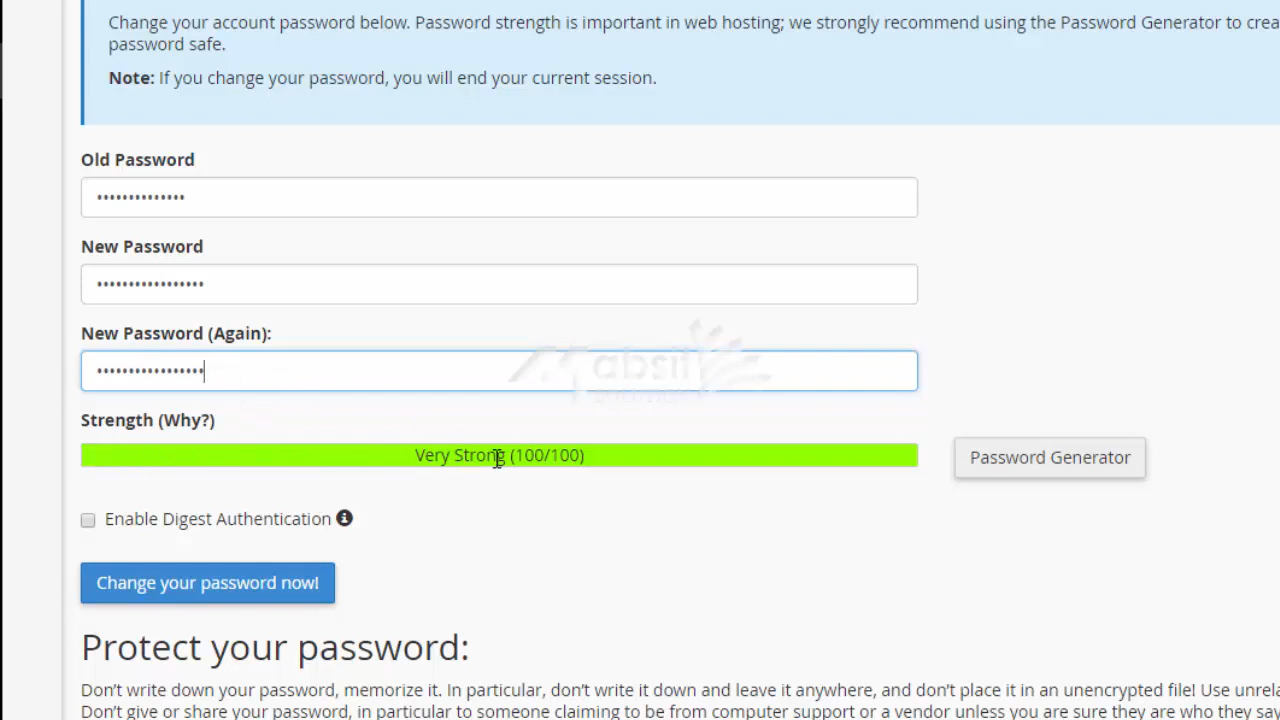 Change your account password below. Password strength is important in web hosting; we strongly recommend using the Password Generator to crea
password safe.
Note: If you change your password, you will end your current session.
Old Password
••••••••••••••
New Password
•••••••••••••••••
New Password (Again):
•••••••••••••••••
absil
Strength (Why?)
Very Strong (100/100)
Password Generator
Enable Digest Authentication
Change your password now!
Protect your password:
Don't write down your password, memorize it. In particular, don't write it down and leave it anywhere, and don't place it in an unencrypted file! Use unrela
Don't give or share your password, in particular to someone claiming to be from computer support or a vendor unless you are sure they are who they say